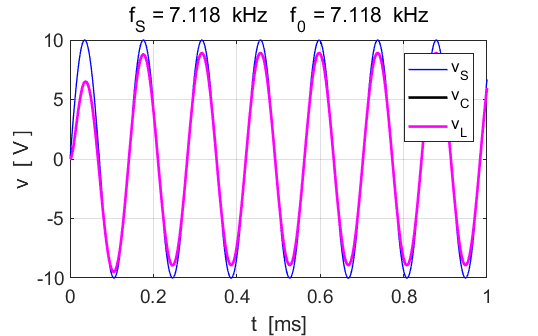 f_S = 7.118 kHz f_0 = 7.118 kHz
10
5
0
-5
-10
v [ V ]
v_S
v_C
v_L
0 0.2 0.4 0.6 0.8 1
t [ms]